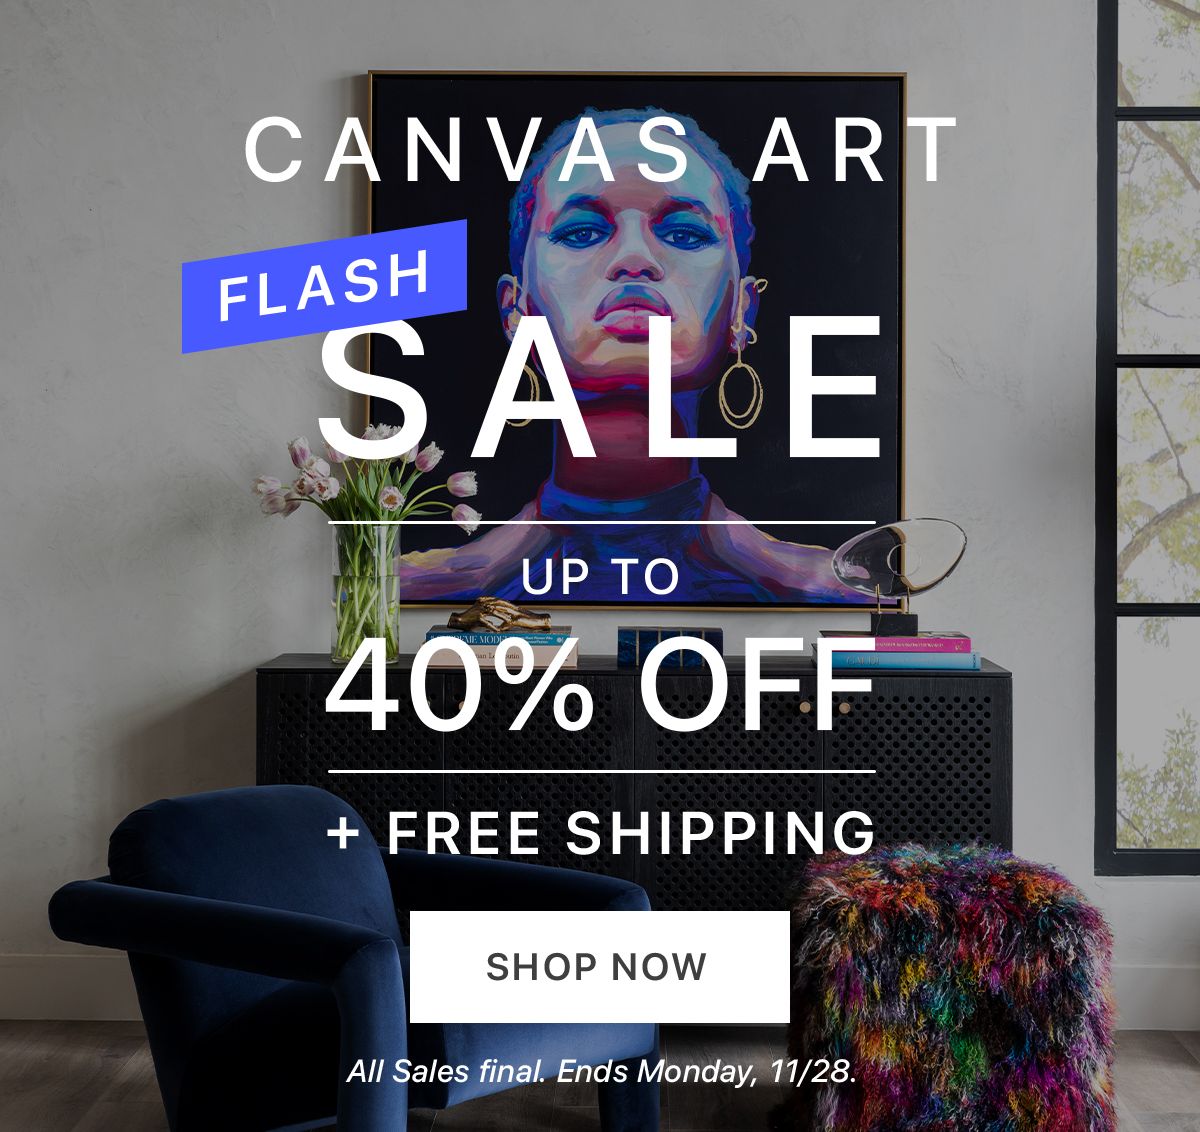 CANVAS ART
FLASH
SALE
UP TO
40% OFF
+ FREE SHIPPING
SHOP NOW
All Sales final. Ends Monday, 11/28.